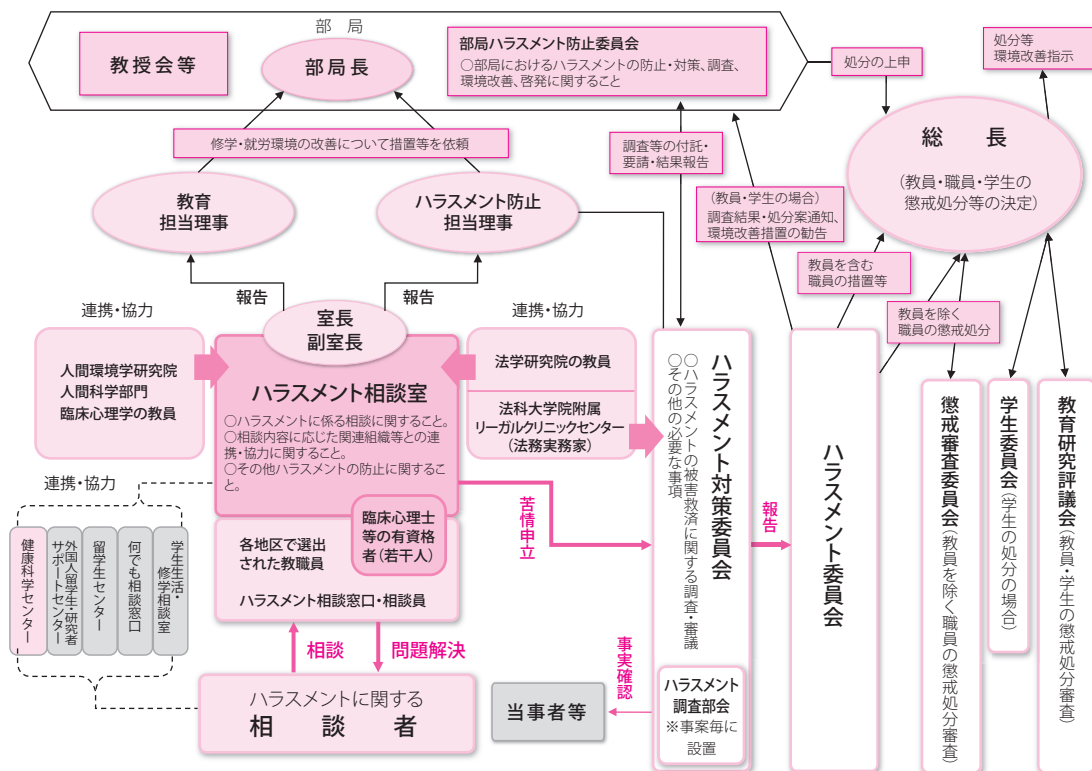 部 局
教授会等
部局長
部局ハラスメント防止委員会
○部局におけるハラスメントの防止・対策、調査、
環境改善、啓発に関すること
処分の上申
処分等
環境改善指示
修学・就労環境の改善について措置等を依頼
調査等の付託・
要請・結果報告
総 長
(教員・職員・学生の
懲戒処分等の決定)
教育
担当理事
ハラスメント防止
担当理事
(教員・学生の場合)
調査結果・処分案通知、
環境改善措置の勧告
教員を含む
職員の措置等
教員を除く
職員の懲戒処分
報告
報告
連携・協力
室長
副室長
連携・協力
人間環境学研究院
人間科学部門
臨床心理学の教員
ハラスメント相談室
○ハラスメントに係る相談に関すること。
○相談内容に応じた関連組織等との連
携・協力に関すること。
○その他ハラスメントの防止に関するこ
と。
法学研究院の教員
法科大学院附属
リーガルクリニックセンター
(法務実務家)
臨床心理士
等の有資格
者(若干人)
各地区で選出
された教職員
ハラスメント相談窓口・相談員
連携・協力
健康科学センター
外国人留学生・研究者
サポートセンター
留学生センター
何でも相談窓口
学生生活・
修学相談室
相談
問題解決
ハラスメントに関する
相 談 者
苦情申立
ハラスメント対策委員会
○ハラスメントの被害救済に関する調査・審議
○その他の必要な事項
ハラスメント
調査部会
※事案毎に
設置
事実確認
当事者等
報告
ハラスメント委員会
懲戒審査委員会(教員を除く職員の懲戒処分審査)
学生委員会(学生の処分の場合)
教育研究評議会(教員・学生の懲戒処分審査)